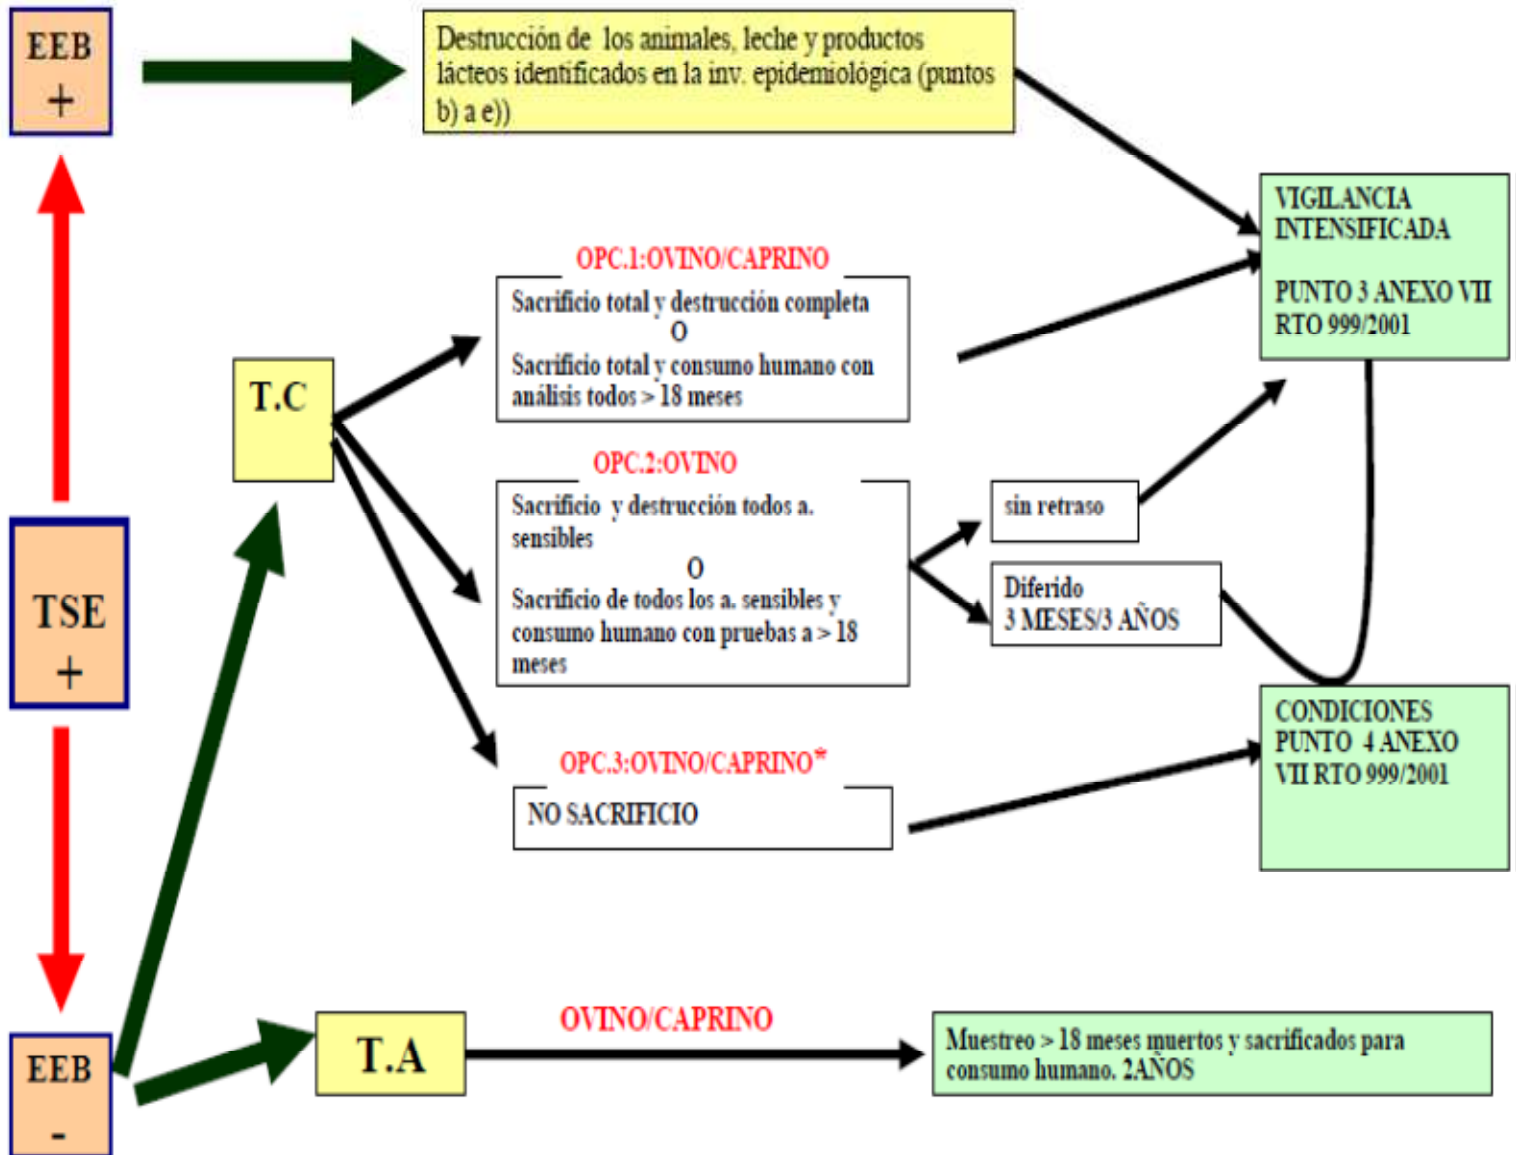 EEB
+
Destrucción de los animales, leche y productos
lácteos identificados en la inv. epidemiológica (puntos
b) a e))
VIGILANCIA
INTENSIFICADA
PUNTO 3 ANEXO VII
RTO 999/2001
OPC.1:OVINO/CAPRINO
Sacrificio total y destrucción completa
O
Sacrificio total y consumo humano con
análisis todos > 18 meses
T.C
OPC.2:OVINO
Sacrificio y destrucción todos a.
sensibles
O
Sacrificio de todos los a. sensibles y
consumo humano con pruebas a > 18
meses
sin retraso
Diferido
3 MESES/3 AÑOS
TSE
+
OPC.3:OVINO/CAPRINO*
NO SACRIFICIO
CONDICIONES
PUNTO 4 ANEXO
VII RTO 999/2001
EEB
-
T.A
OVINO/CAPRINO
Muestreo > 18 meses muertos y sacrificados para
consumo humano. 2AÑOS